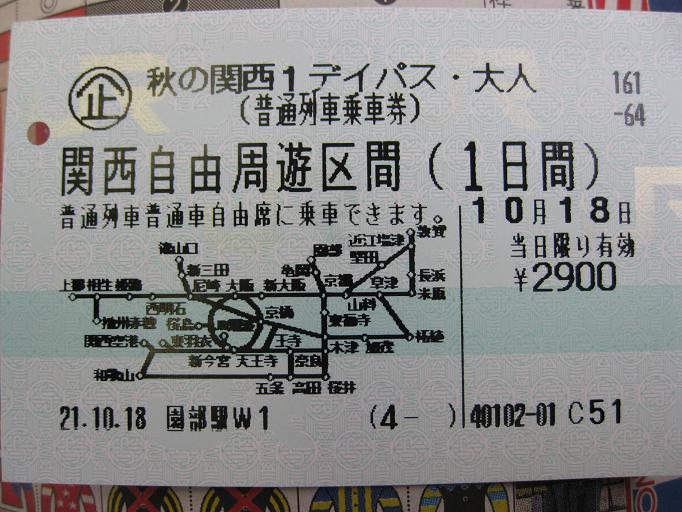 企 秋の関西1デイパス・大人 161
(普通列車乗車券) -64
関西自由周遊区間(1日間)
普通列車普通車自由席に乗車できます。
10月18日
当日限り有効
¥2900
敦賀
近江塩津
園部
篠山口
堅田
新三田 亀岡
長浜
上郡 相生 姫路 尼崎 大阪 新大阪 京都 草津 米原
西明石 山科
播州赤穂 桜島 京橋 東福寺
関西空港 東羽衣 王寺 木津 加茂 柘植
新今宮 天王寺 奈良
和歌山
五条 高田 桜井
21.10.18 園部駅W1 (4- ) 40102-01 C51